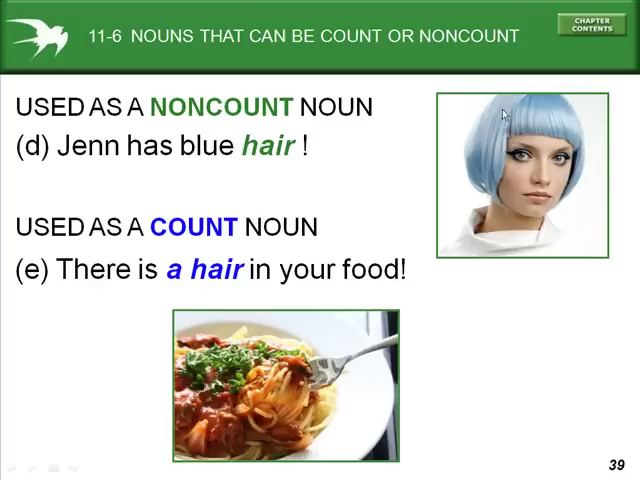 11-6 NOUNS THAT CAN BE COUNT OR NONCOUNT
CHAPTER
CONTENTS
USED AS A NONCOUNT NOUN
(d) Jenn has blue hair !
USED AS A COUNT NOUN
(e) There is a hair in your food!
39